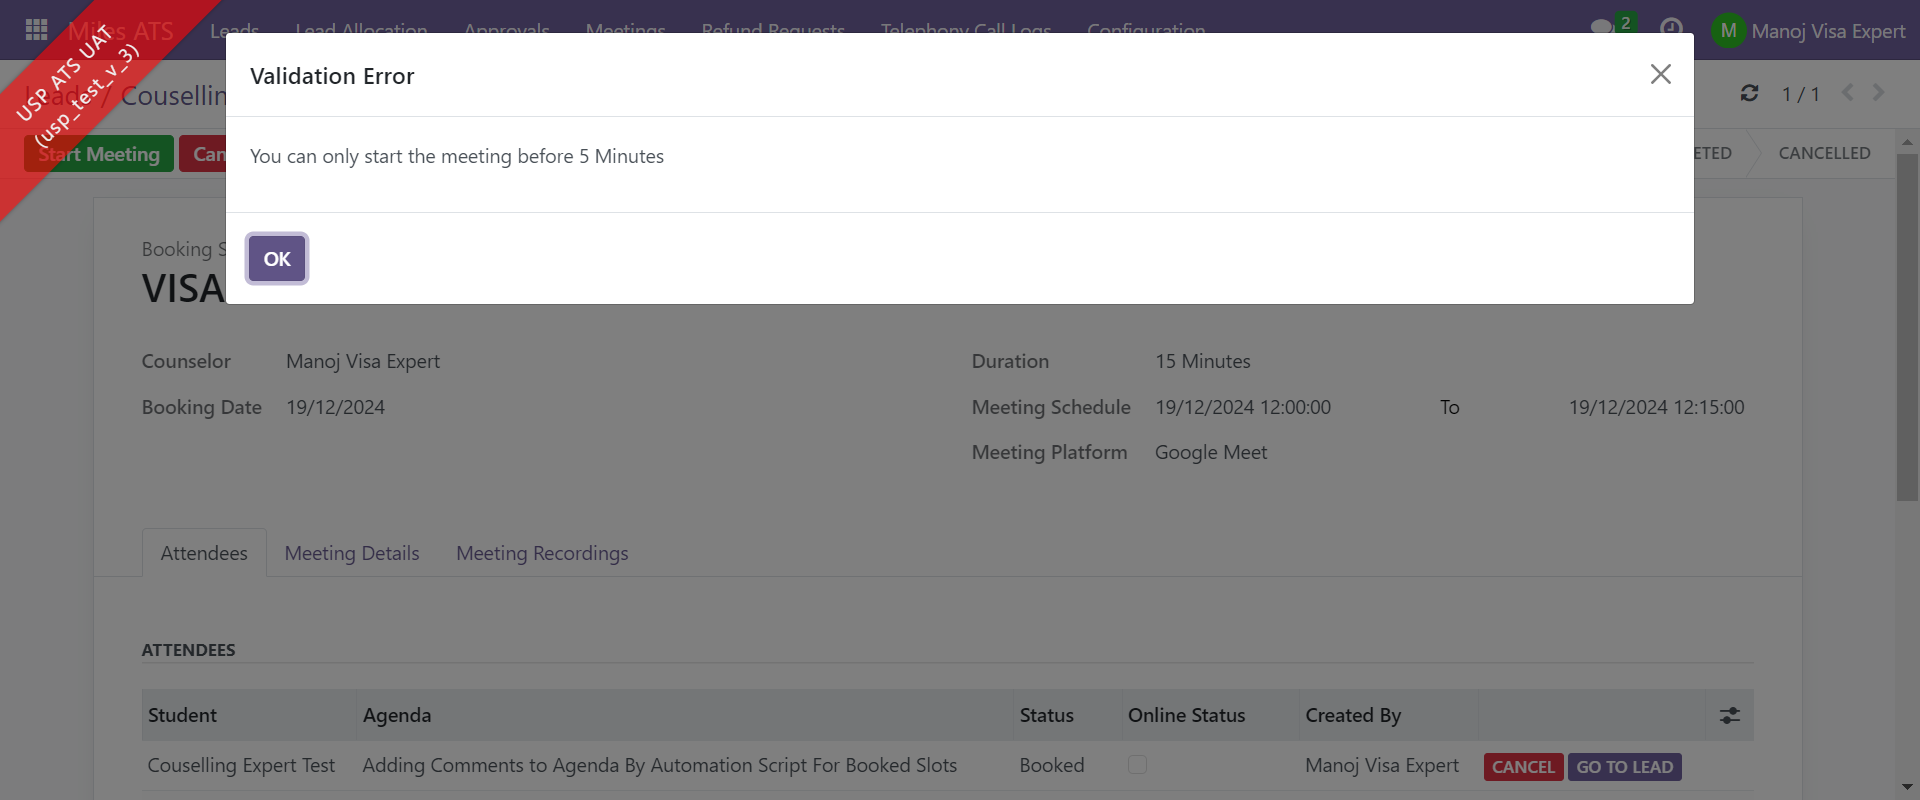 Miles ATS
Leads
Lead Allocation
Approvals
Meetings
Refund Requests
Telephony Call Logs
Configuration
2
M
Manoj Visa Expert
USP ATS UAT
(usp_test_v_3)
Leads / Cousellin
1 / 1
Start Meeting
Can
ETED
CANCELLED
Validation Error
You can only start the meeting before 5 Minutes
OK
Booking S
VISA
Counselor
Manoj Visa Expert
Duration
15 Minutes
Booking Date
19/12/2024
Meeting Schedule
19/12/2024 12:00:00
To
19/12/2024 12:15:00
Meeting Platform
Google Meet
Attendees
Meeting Details
Meeting Recordings
ATTENDEES
Student
Agenda
Status
Online Status
Created By
Couselling Expert Test
Adding Comments to Agenda By Automation Script For Booked Slots
Booked
Manoj Visa Expert
CANCEL
GO TO LEAD